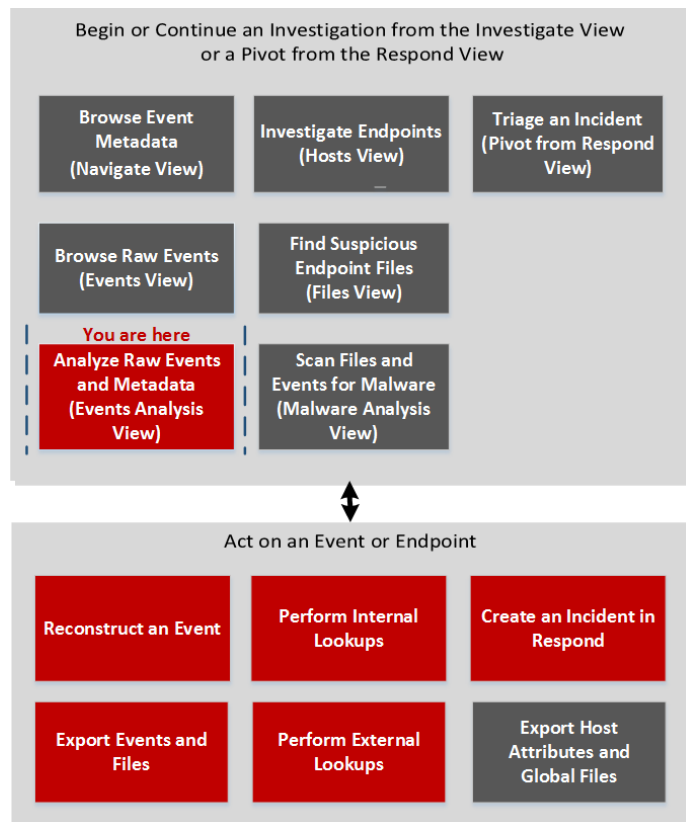 Begin or Continue an Investigation from the Investigate View
or a Pivot from the Respond View
Browse Event
Metadata
(Navigate View)
Investigate Endpoints
(Hosts View)
Triage an Incident
(Pivot from Respond
View)
Browse Raw Events
(Events View)
Find Suspicious
Endpoint Files
(Files View)
You are here
Analyze Raw Events
and Metadata
(Events Analysis
View)
Scan Files and
Events for Malware
(Malware Analysis
View)
Act on an Event or Endpoint
Reconstruct an Event
Perform Internal
Lookups
Create an Incident in
Respond
Export Events and
Files
Perform External
Lookups
Export Host
Attributes and
Global Files